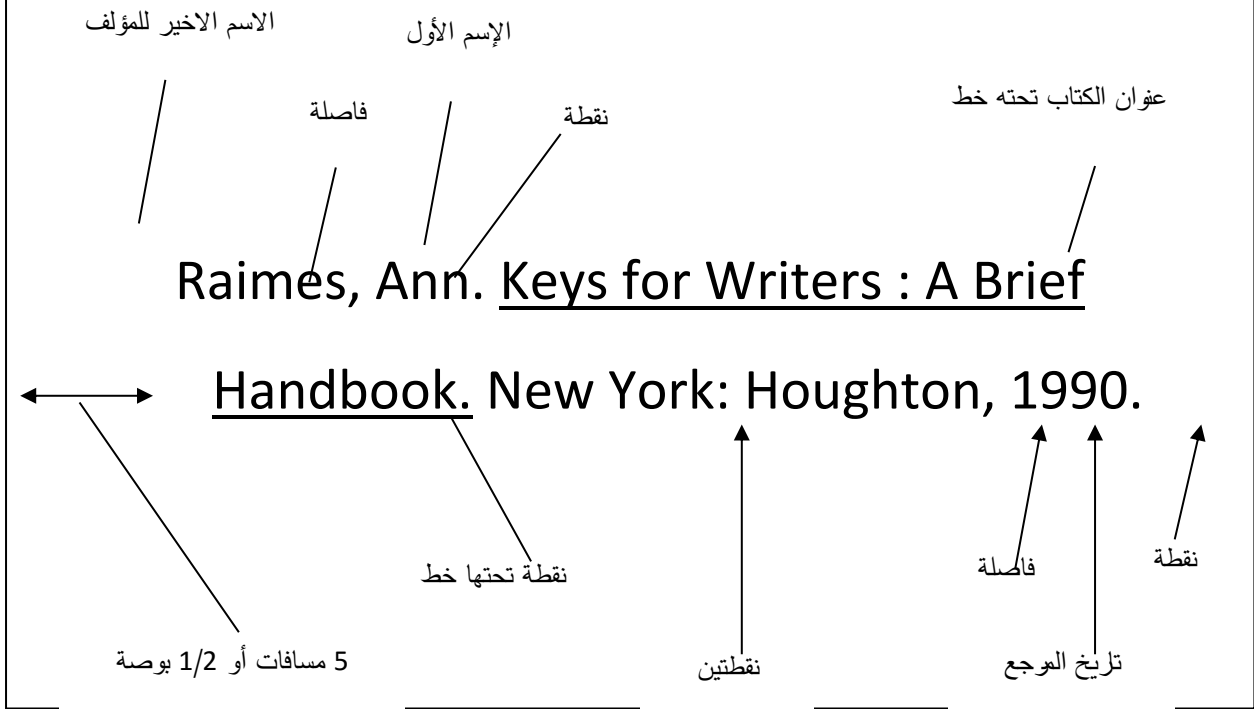 الاسم الاخير للمؤلف
الإسم الأول
فاصلة
نقطة
عنوان الكتاب تحته خط
Raimes, Ann. Keys for Writers : A Brief
Handbook. New York: Houghton, 1990.
نقطة تحتها خط
فاصلة
نقطة
5 مسافات أو 1/2 بوصة
نقطتين
تاريخ المرجع